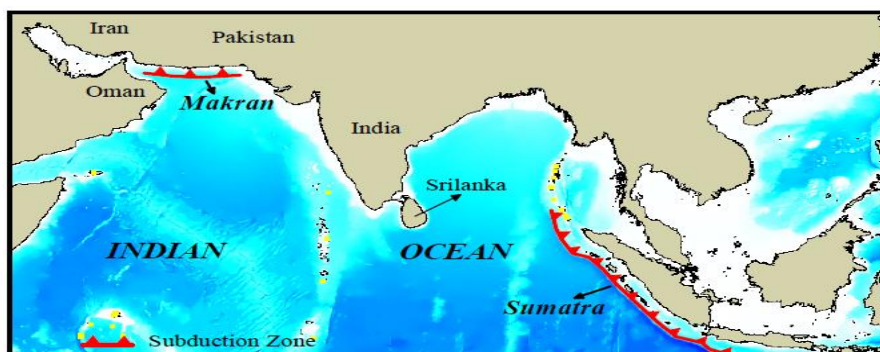 Iran
Pakistan
Oman
Makran
India
Srilanka
INDIAN
OCEAN
Sumatra
Subduction Zone